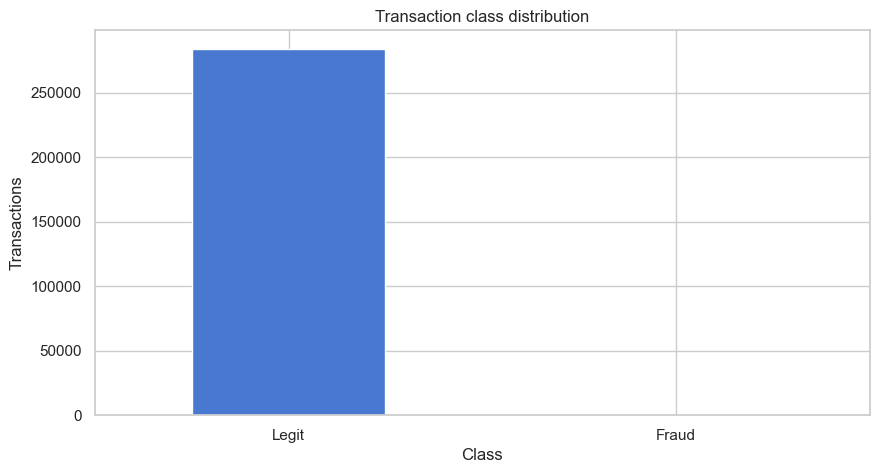 Transaction class distribution
250000
200000
150000
100000
50000
0
Transactions
Legit
Fraud
Class